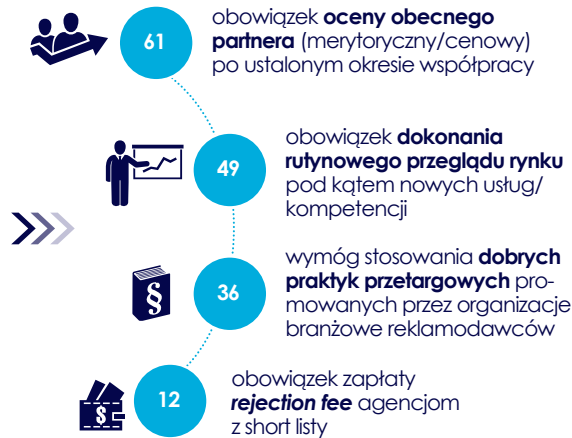 61
obowiązek oceny obecnego
partnera (merytoryczny/cenowy)
po ustalonym okresie współpracy
49
obowiązek dokonania
rutynowego przeglądu rynku
pod kątem nowych usług/
kompetencji
§
36
wymóg stosowania dobrych
praktyk przetargowych pro-
mowanych przez organizacje
branżowe reklamodawców
§
12
obowiązek zapłaty
rejection fee agencjom
z short listy